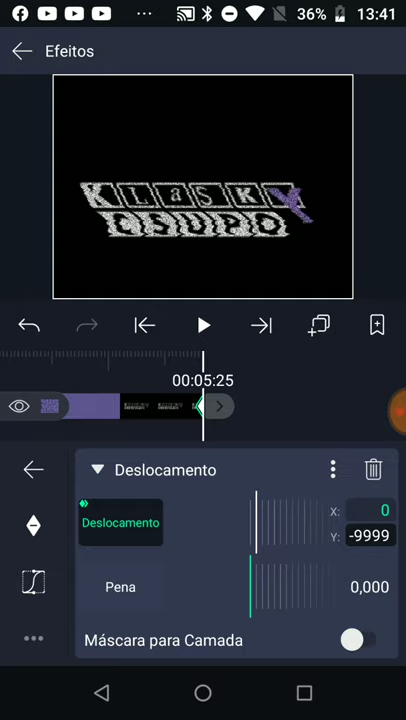 36% 13:41
Efeitos
KLASKY
CSUPO
00:05:25
Deslocamento
Deslocamento
X: 0
Y: -9999
Pena
0,000
Máscara para Camada